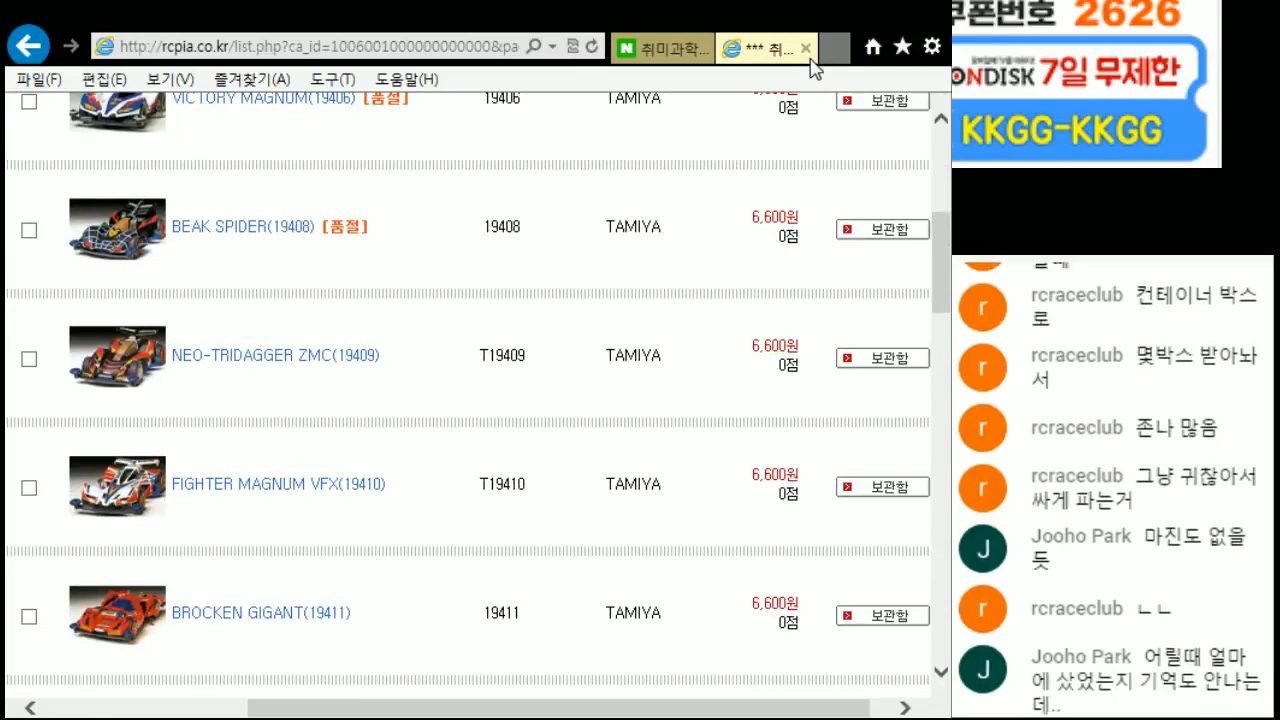 http://rcpia.co.kr/list.php?ca_id=1006001000000000000&pa
취미과학...
*** 취...
파일(F) 편집(E) 보기(V) 즐겨찾기(A) 도구(T) 도움말(H)
VICTORY MAGNUM(19406) [품절] 19406 TAMIYA
0점
보관함
BEAK SPIDER(19408) [품절] 19408 TAMIYA 6,600원
0점
보관함
NEO-TRIDAGGER ZMC(19409) T19409 TAMIYA 6,600원
0점
보관함
FIGHTER MAGNUM VFX(19410) T19410 TAMIYA 6,600원
0점
보관함
BROCKEN GIGANT(19411) 19411 TAMIYA 6,600원
0점
보관함
쿠폰번호 2626
ONDISK 7일 무제한
KKGG-KKGG
rcraceclub 컨테이너 박스
로
rcraceclub 몇박스 받아놔
서
rcraceclub 존나 많음
rcraceclub 그냥 귀찮아서
싸게 파는거
Jooho Park 마진도 없을
듯
rcraceclub ㄴㄴ
Jooho Park 어릴때 얼마
에 샀었는지 기억도 안나는
데..